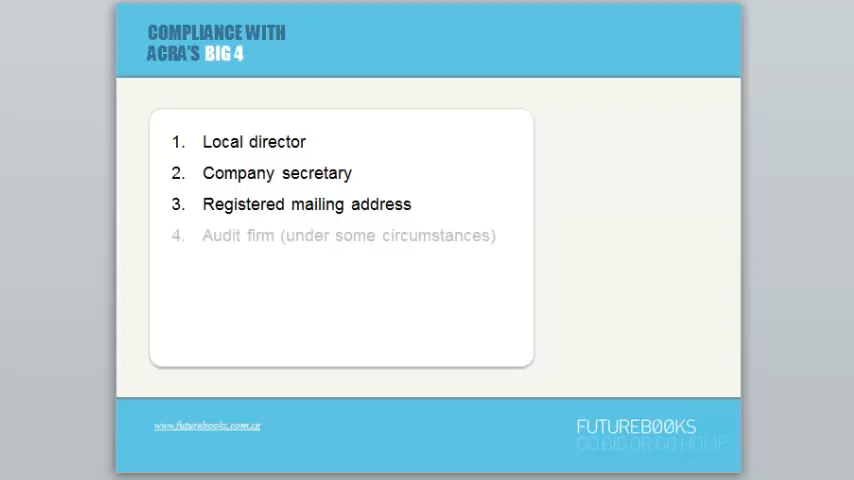 COMPLIANCE WITH
ACRA'S BIG 4
1. Local director
2. Company secretary
3. Registered mailing address
4. Audit firm (under some circumstances)
www.futurebookz.com.sg
FUTUREB00KS
GO BIG OR GO HOME